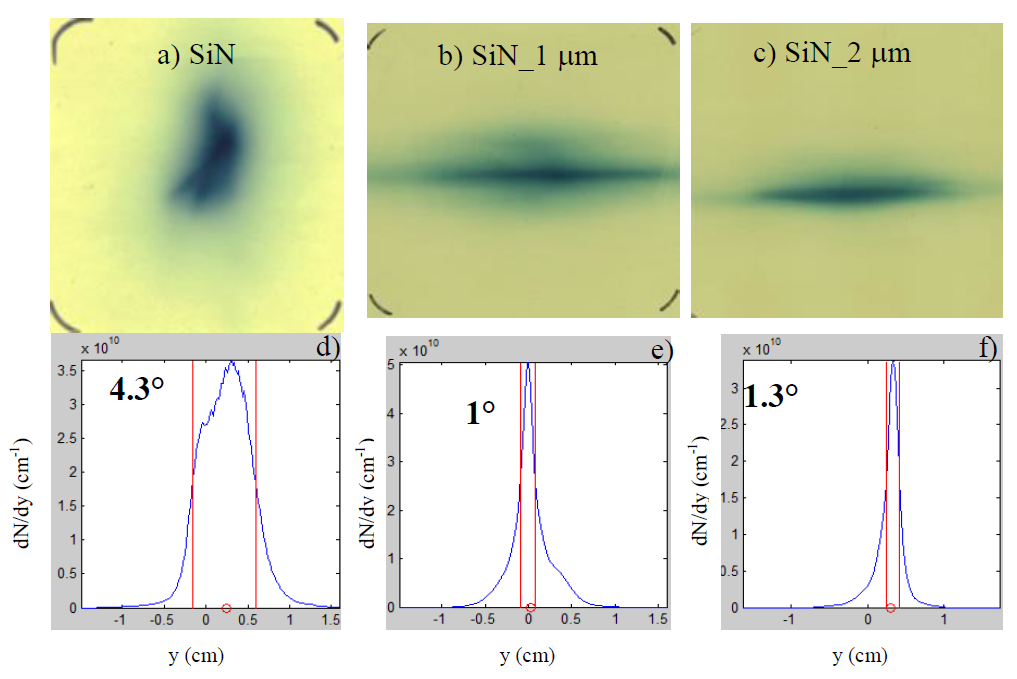 a) SiN
b) SiN_1 μm
c) SiN_2 μm
x 10^10
d)
4.3°
3.5
3
2.5
2
1.5
1
0.5
0
-1
-0.5
0
0.5
1
1.5
dN/dy (cm^-1)
y (cm)
x 10^10
e)
1°
5
4
3
2
1
0
-1
-0.5
0
0.5
1
1.5
dN/dy (cm^-1)
y (cm)
x 10^10
f)
1.3°
3
2.5
2
1.5
1
0.5
0
-1
0
1
dN/dy (cm^-1)
y (cm)